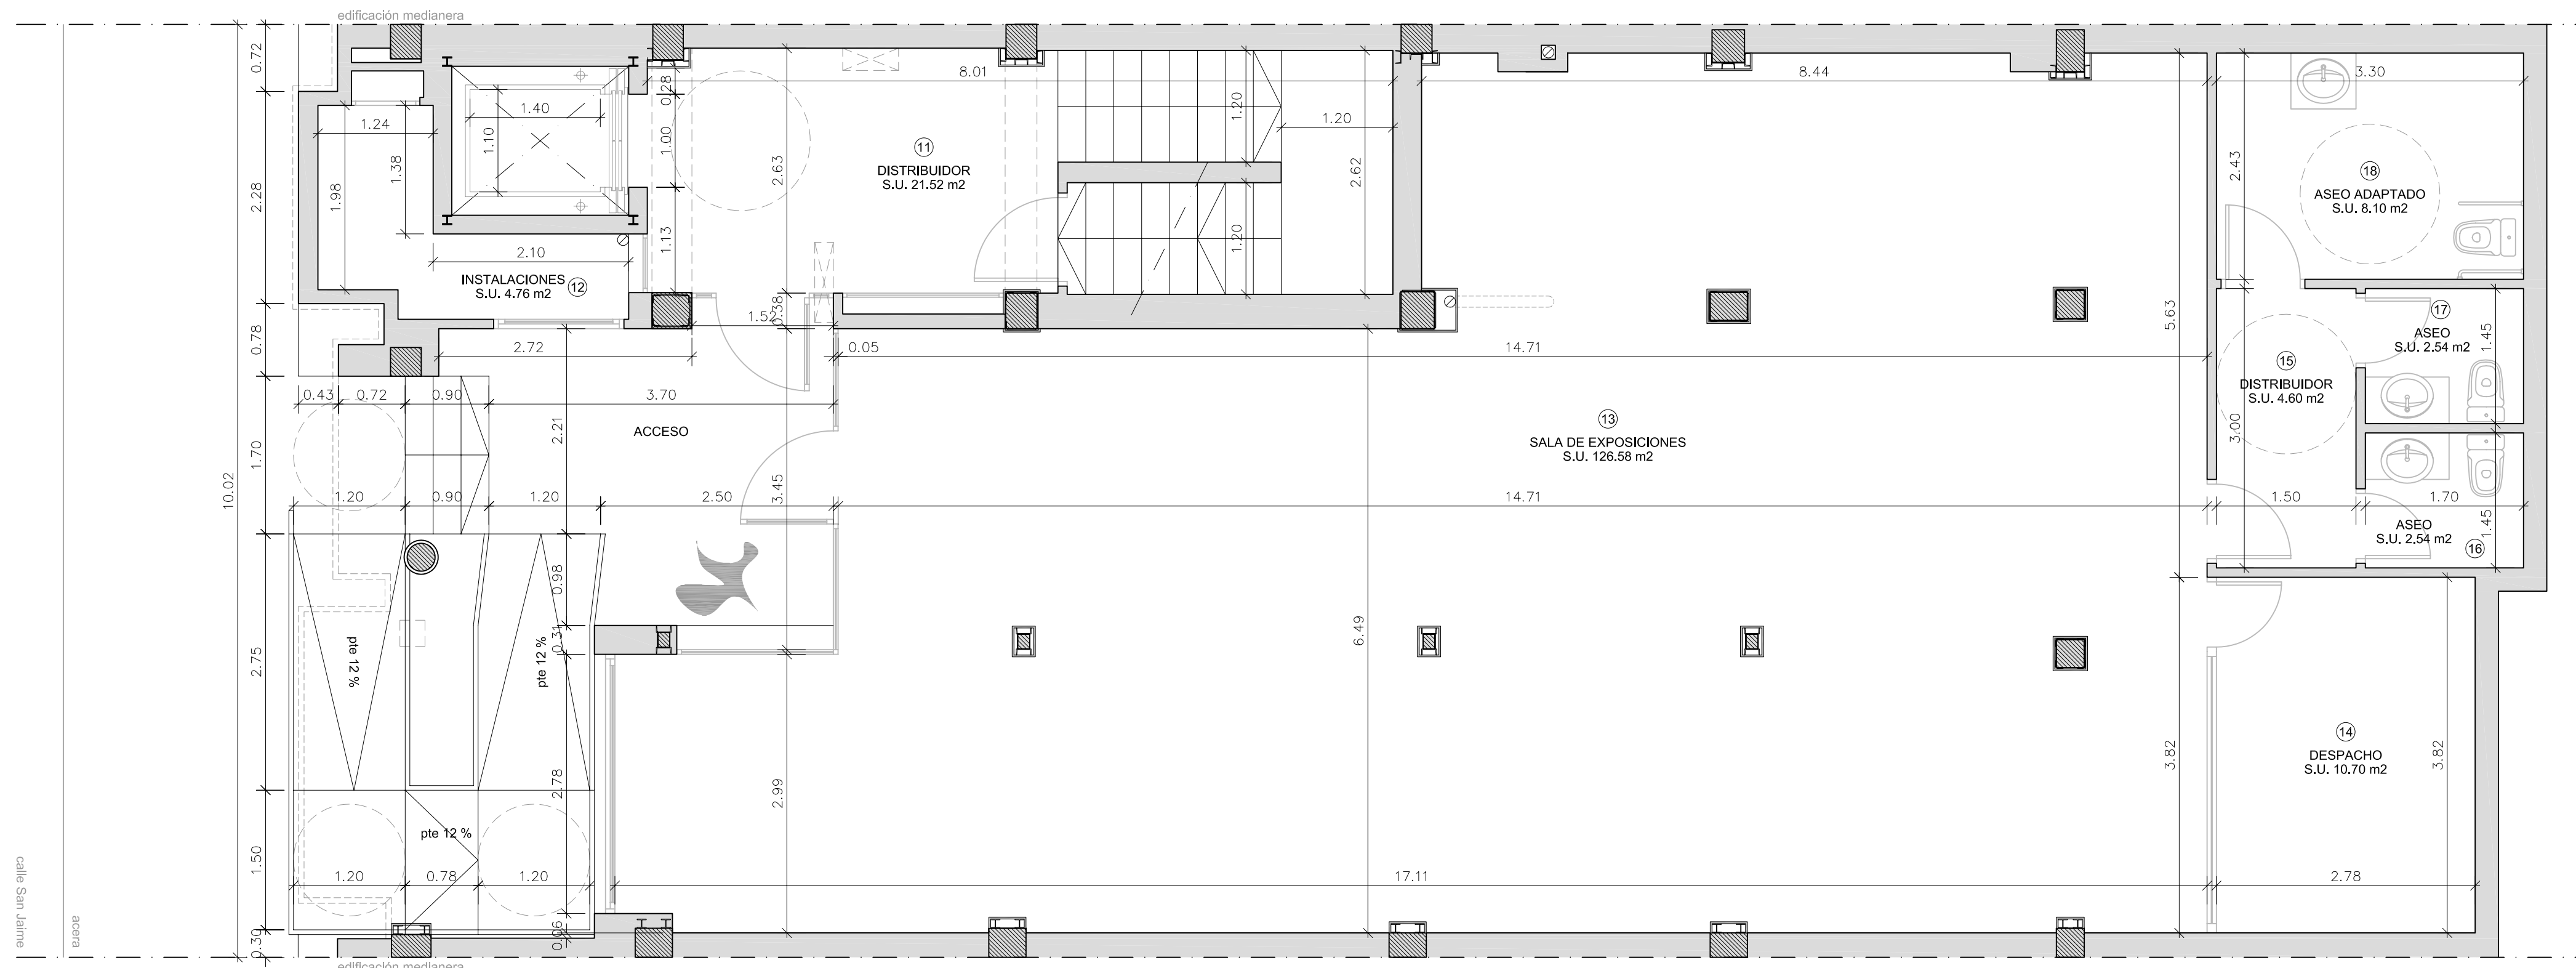 edificación medianera
0.72
8.01
8.44
3.30
0.28
1.40
1.20
1.24
1.10
1.00
1.20
1.38
2.63
11
DISTRIBUIDOR
S.U. 21.52 m2
2.62
2.43
18
ASEO ADAPTADO
S.U. 8.10 m2
2.28
1.98
1.13
1.20
2.10
INSTALACIONES
S.U. 4.76 m2
12
0.38
1.52
5.63
17
ASEO
S.U. 2.54 m2
1.45
0.78
2.72
0.05
14.71
15
DISTRIBUIDOR
S.U. 4.60 m2
0.43
0.72
0.90
3.70
2.21
ACCESO
13
SALA DE EXPOSICIONES
S.U. 126.58 m2
3.00
1.70
10.02
1.20
0.90
1.20
2.50
3.45
14.71
1.50
1.70
ASEO
S.U. 2.54 m2
1.45
16
0.98
0.31
6.49
pte 12 %
pte 12 %
2.75
2.78
2.99
3.82
14
DESPACHO
S.U. 10.70 m2
3.82
pte 12 %
1.50
1.20
0.78
1.20
17.11
2.78
0.06
0.30
calle San Jaime
acera
edificación medianera